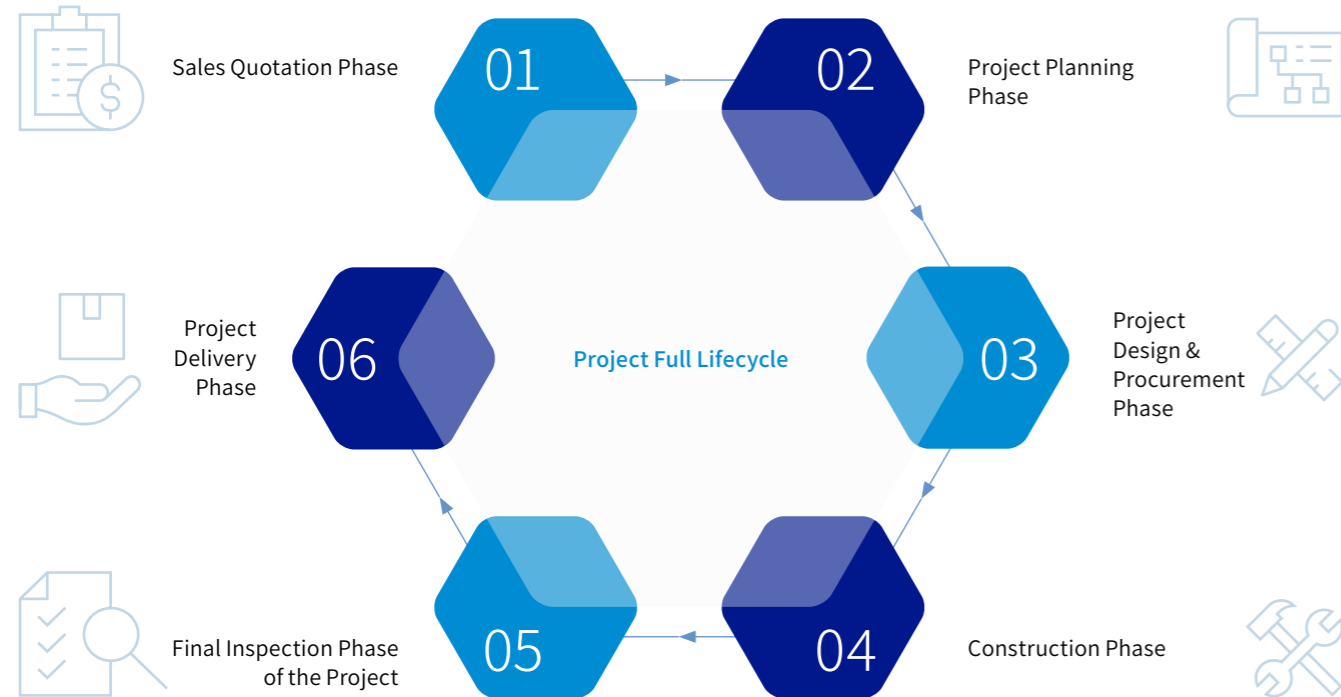 Sales Quotation Phase
01
02
Project Planning
Phase
Project
Delivery
Phase
06
Project Full Lifecycle
03
Project
Design &
Procurement
Phase
$
Final Inspection Phase
of the Project
05
04
Construction Phase